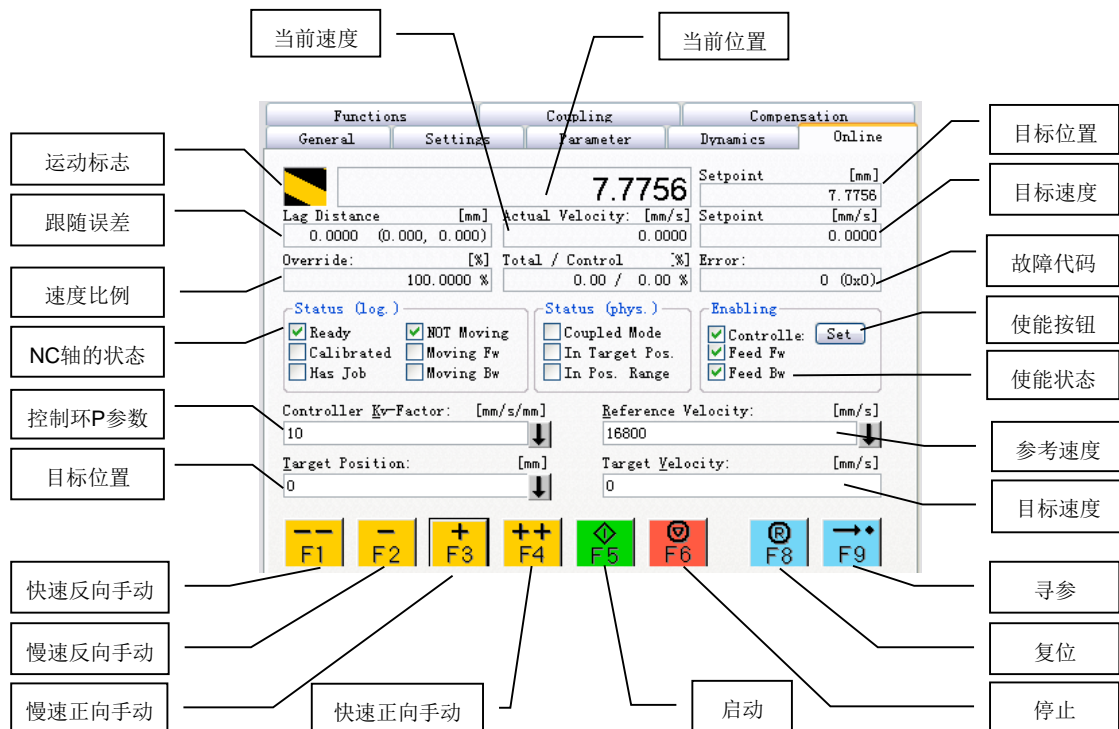 当前速度
当前位置
Functions
Coupling
Compensation
General
Settings
Parameter
Dynamics
Online
运动标志
跟随误差
速度比例
NC轴的状态
控制环P参数
目标位置
7.7756
Setpoint [mm]
7.7756
Lag Distance [mm]
Actual Velocity: [mm/s]
Setpoint [mm/s]
0.0000 (0.000, 0.000)
0.0000
0.0000
Override: [%]
Total / Control %]
Error:
100.0000 %
0.00 / 0.00 %
0 (0x0)
Status (log.)
Ready
NOT Moving
Calibrated
Moving Fw
Has Job
Moving Bw
Status (phys.)
Coupled Mode
In Target Pos.
In Pos. Range
Enabling
Controlle:
Set
Feed Fw
Feed Bw
Controller Kv-Factor: [mm/s/mm]
10
Reference Velocity: [mm/s]
16800
Target Position: [mm]
0
Target Velocity: [mm/s]
0
-- F1
- F2
+ F3
++ F4
F5
F6
R F8
F9
目标位置
目标速度
故障代码
使能按钮
使能状态
参考速度
目标速度
快速反向手动
慢速反向手动
慢速正向手动
快速正向手动
启动
寻参
复位
停止